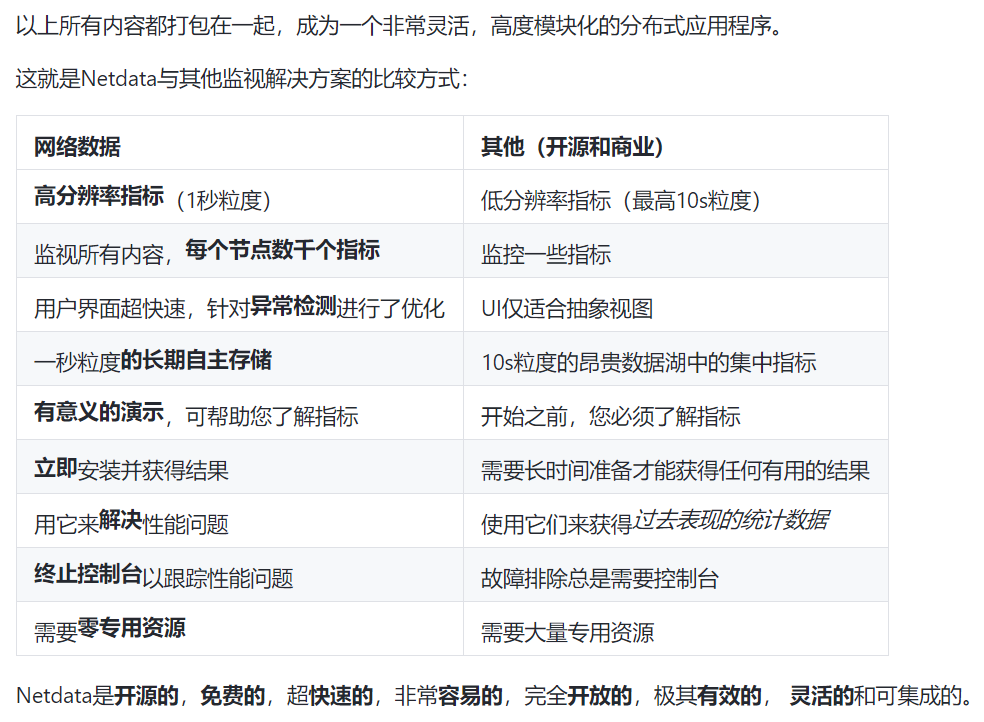 以上所有内容都打包在一起，成为一个非常灵活，高度模块化的分布式应用程序。
这就是Netdata与其他监视解决方案的比较方式：
网络数据 其他（开源和商业）
高分辨率指标（1秒粒度） 低分辨率指标（最高10s粒度）
监视所有内容，每个节点数千个指标 监控一些指标
用户界面超快速，针对异常检测进行了优化 UI仅适合抽象视图
一秒粒度的长期自主存储 10s粒度的昂贵数据湖中的集中指标
有意义的演示，可帮助您了解指标 开始之前，您必须了解指标
立即安装并获得结果 需要长时间准备才能获得任何有用的结果
用它来解决性能问题 使用它们来获得过去表现的统计数据
终止控制台以跟踪性能问题 故障排除总是需要控制台
需要零专用资源 需要大量专用资源
Netdata是开源的，免费的，超快速的，非常容易的，完全开放的，极其有效的， 灵活的和可集成的。